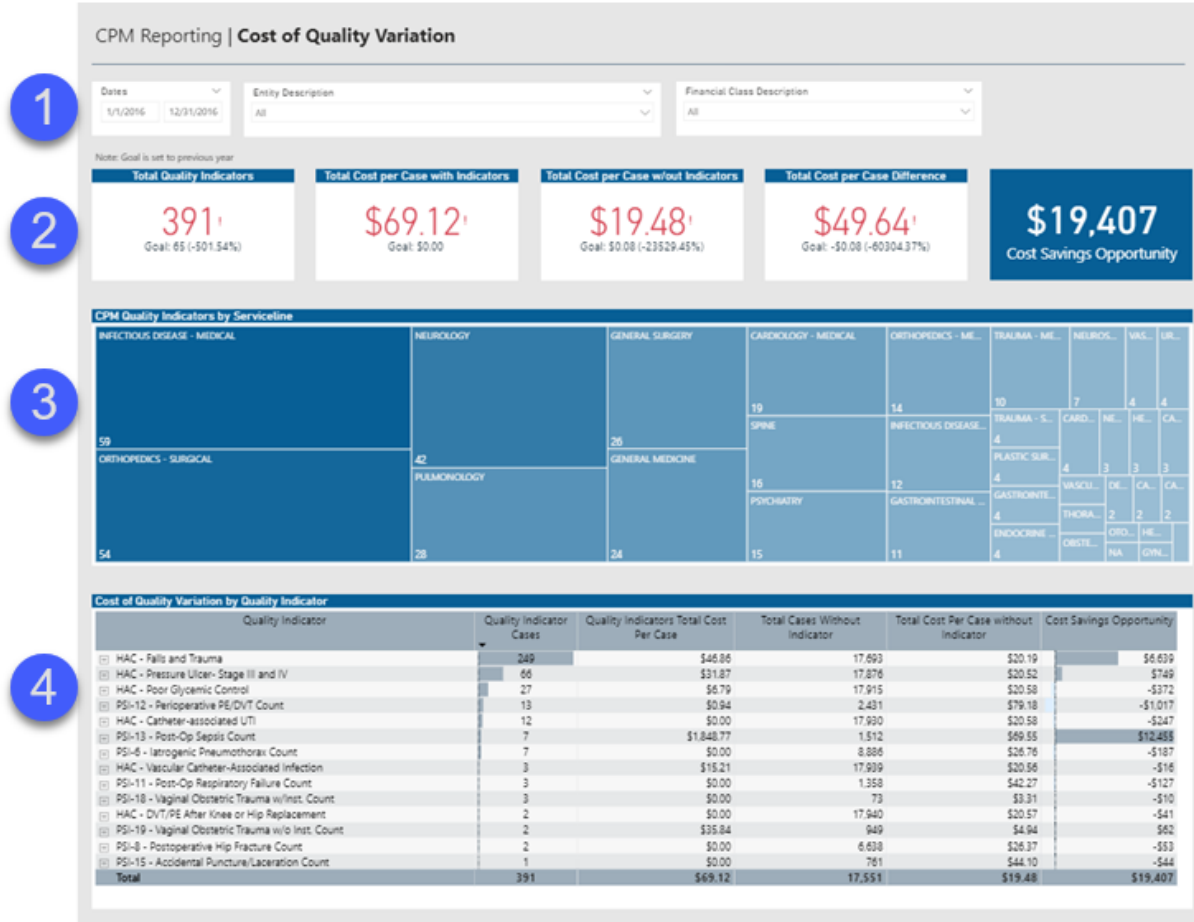 CPM Reporting | Cost of Quality Variation
1
Dates
1/1/2016 12/31/2016
Entity Description
All
Financial Class Description
All
Note: Goal is set to previous year
2
Total Quality Indicators
391!
Goal: 65 (-501.54%)
Total Cost per Case with Indicators
$69.12!
Goal: $0.00
Total Cost per Case w/out Indicators
$19.48!
Goal: $0.08 (-23529.45%)
Total Cost per Case Difference
$49.64!
Goal: -$0.08 (-60304.37%)
$19,407
Cost Savings Opportunity
3
CPM Quality Indicators by Serviceline
INFECTIOUS DISEASE - MEDICAL
59
ORTHOPEDICS - SURGICAL
54
NEUROLOGY
42
PULMONOLOGY
28
GENERAL SURGERY
26
GENERAL MEDICINE
24
CARDIOLOGY - MEDICAL
19
SPINE
16
PSYCHIATRY
15
ORTHOPEDICS - ME...
14
INFECTIOUS DISEASE...
12
GASTROINTESTINAL ...
11
TRAUMA - ME...
10
TRAUMA - S...
4
PLASTIC SUR...
4
GASTROINTE...
4
ENDOCRINE ...
4
NEUROS...
7
VAS...
4
UR...
4
CARD...
4
NE...
3
HE...
3
CA...
3
VASCU...
THORA...
OBSTE...
DE...
2
CA...
2
CA...
2
OTO...
HE...
NA
GYN...
4
Cost of Quality Variation by Quality Indicator
Quality Indicator Quality Indicator Cases Quality Indicators Total Cost Per Case Total Cases Without Indicator Total Cost Per Case without Indicator Cost Savings Opportunity
HAC - Falls and Trauma 249 $46.86 17,693 $20.19 $6,639
HAC - Pressure Ulcer- Stage III and IV 66 $31.87 17,876 $20.52 $749
HAC - Poor Glycemic Control 27 $6.79 17,915 $20.58 -$372
PSI-12 - Perioperative PE/DVT Count 13 $0.94 2,431 $79.18 -$1,017
HAC - Catheter-associated UTI 12 $0.00 17,930 $20.58 -$247
PSI-13 - Post-Op Sepsis Count 7 $1,848.77 1,512 $69.55 $12,455
PSI-6 - Iatrogenic Pneumothorax Count 7 $0.00 8,886 $26.76 -$187
HAC - Vascular Catheter-Associated Infection 3 $15.21 17,939 $20.56 -$16
PSI-11 - Post-Op Respiratory Failure Count 3 $0.00 1,358 $42.27 -$127
PSI-18 - Vaginal Obstetric Trauma w/Inst. Count 3 $0.00 73 $3.31 -$10
HAC - DVT/PE After Knee or Hip Replacement 2 $0.00 17,940 $20.57 -$41
PSI-19 - Vaginal Obstetric Trauma w/o Inst. Count 2 $35.84 949 $4.94 $62
PSI-8 - Postoperative Hip Fracture Count 2 $0.00 6,638 $26.37 -$53
PSI-15 - Accidental Puncture/Laceration Count 1 $0.00 761 $44.10 -$44
Total 391 $69.12 17,551 $19.48 $19,407